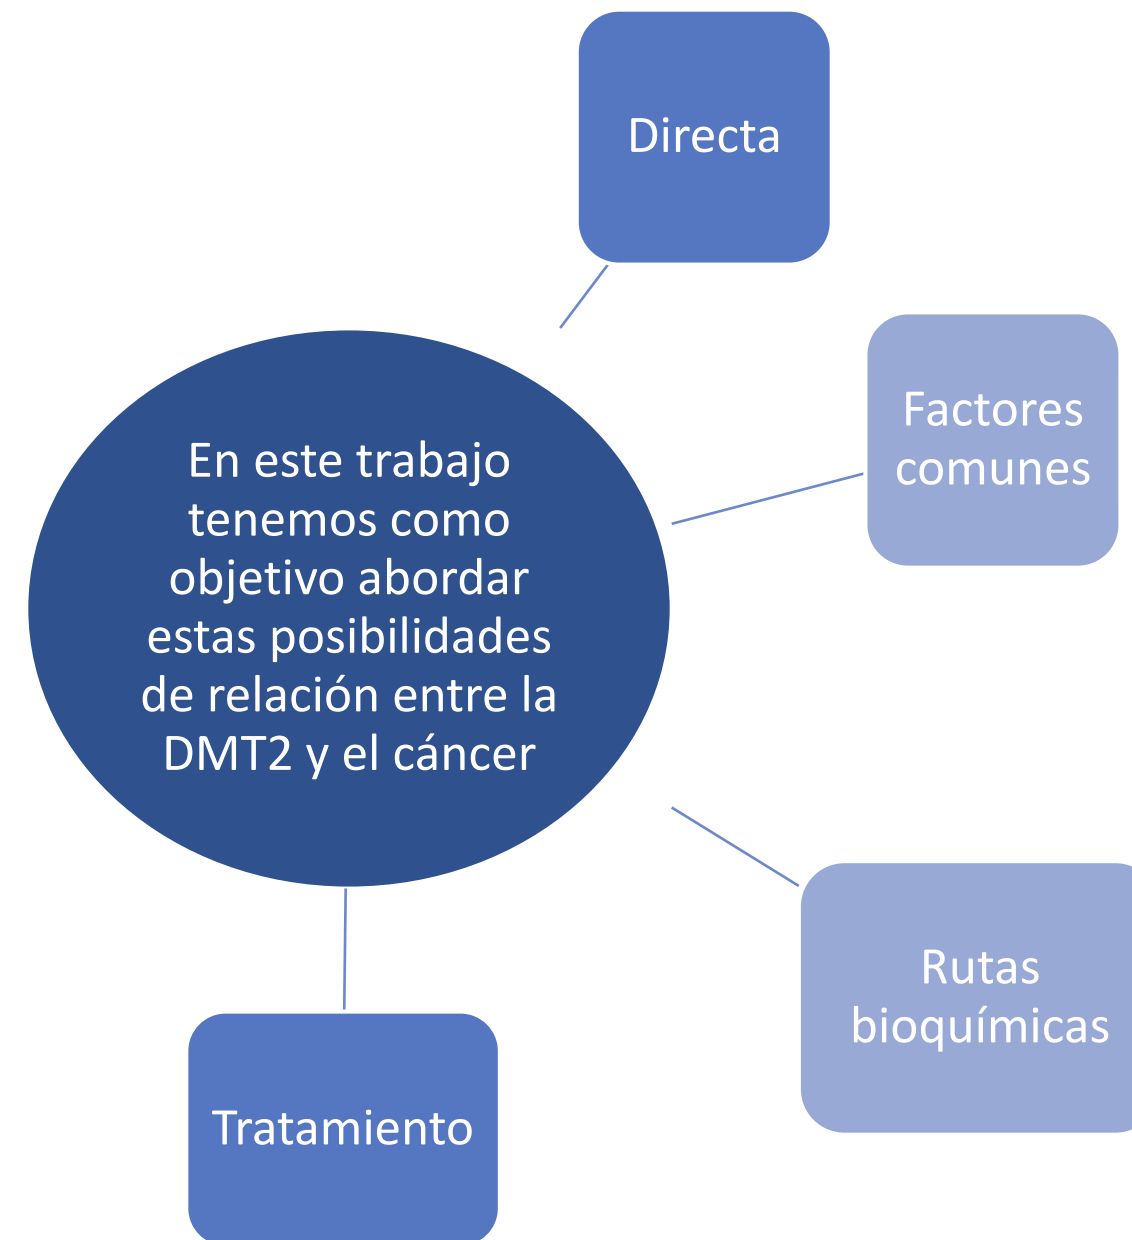 Directa
Factores
comunes
En este trabajo
tenemos como
objetivo abordar
estas posibilidades
de relación entre la
DMT2 y el cáncer
Rutas
bioquímicas
Tratamiento